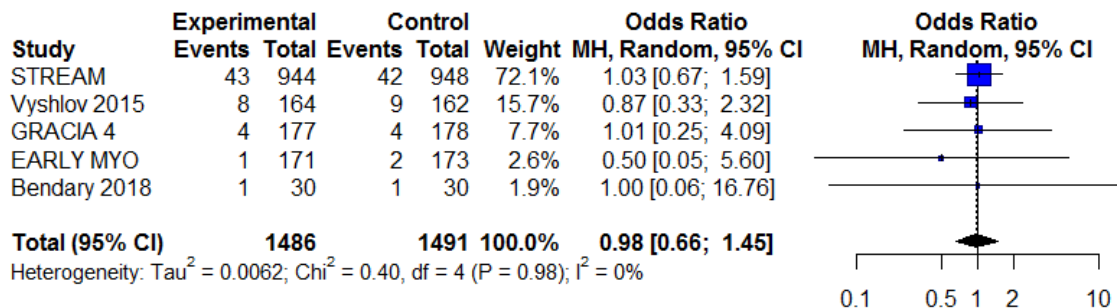 Experimental Control Odds Ratio Odds Ratio
Study Events Total Events Total Weight MH, Random, 95% CI MH, Random, 95% CI
STREAM 43 944 42 948 72.1% 1.03 [0.67; 1.59]
Vyshlov 2015 8 164 9 162 15.7% 0.87 [0.33; 2.32]
GRACIA 4 4 177 4 178 7.7% 1.01 [0.25; 4.09]
EARLY MYO 1 171 2 173 2.6% 0.50 [0.05; 5.60]
Bendary 2018 1 30 1 30 1.9% 1.00 [0.06; 16.76]
Total (95% CI) 1486 1491 100.0% 0.98 [0.66; 1.45]
Heterogeneity: Tau² = 0.0062; Chi² = 0.40, df = 4 (P = 0.98); I² = 0%
0.1 0.5 1 2 10